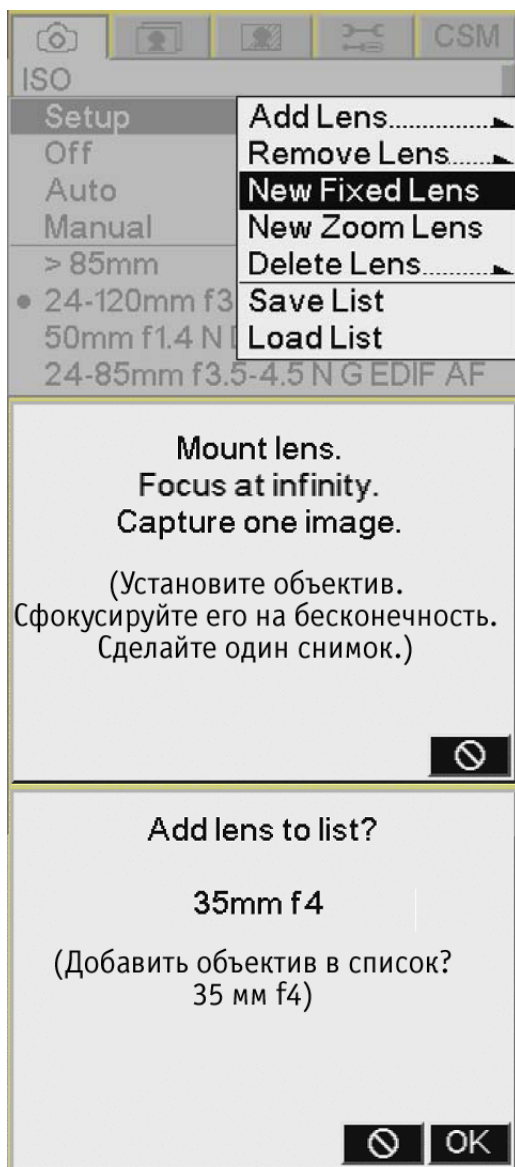 CSM
ISO
Setup
Off
Auto
Manual
> 85mm
• 24-120mm f3
50mm f1.4 N
24-85mm f3.5-4.5 N G EDIF AF
Add Lens..............
Remove Lens......
New Fixed Lens
New Zoom Lens
Delete Lens.........
Save List
Load List
Mount lens.
Focus at infinity.
Capture one image.
(Установите объектив.
Сфокусируйте его на бесконечность.
Сделайте один снимок.)
Add lens to list?
35mm f4
(Добавить объектив в список?
35 мм f4)
OK